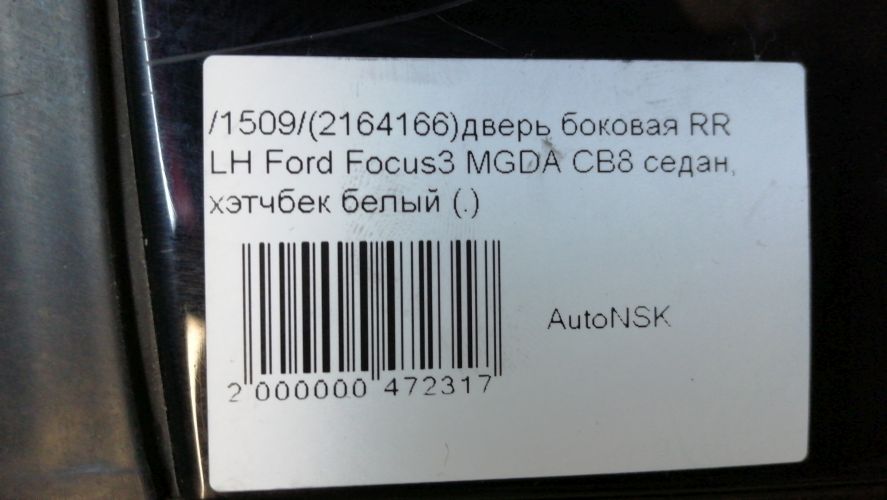 /1509/(2164166)дверь боковая RR
LH Ford Focus3 MGDA CB8 седан,
хэтчбек белый (.)
AutoNSK
2 000000 472317